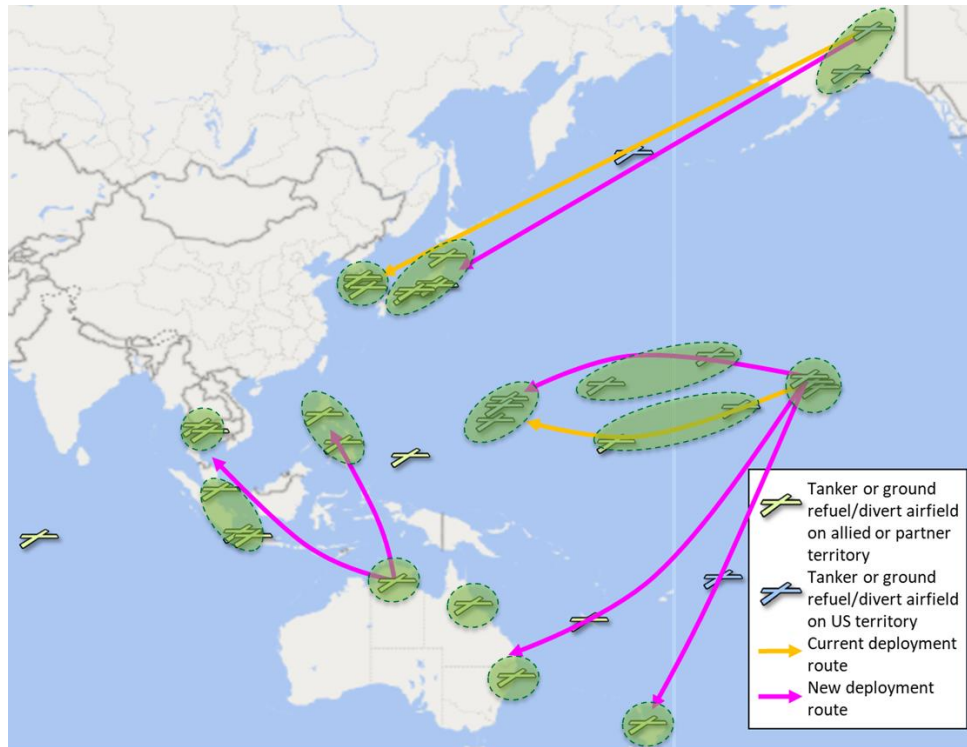 Tanker or ground
refuel/divert airfield
on allied or partner
territory
Tanker or ground
refuel/divert airfield
on US territory
Current deployment
route
New deployment
route